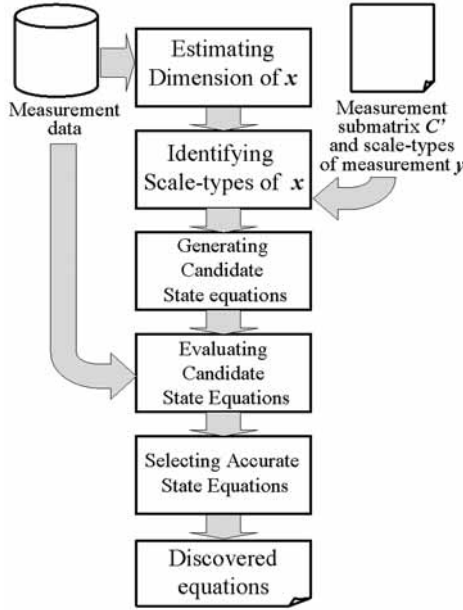 Estimating
Dimension of x
Measurement
data
Measurement
submatrix C'
and scale-types
of measurement y
Identifying
Scale-types of x
Generating
Candidate
State equations
Evaluating
Candidate
State Equations
Selecting Accurate
State Equations
Discovered
equations